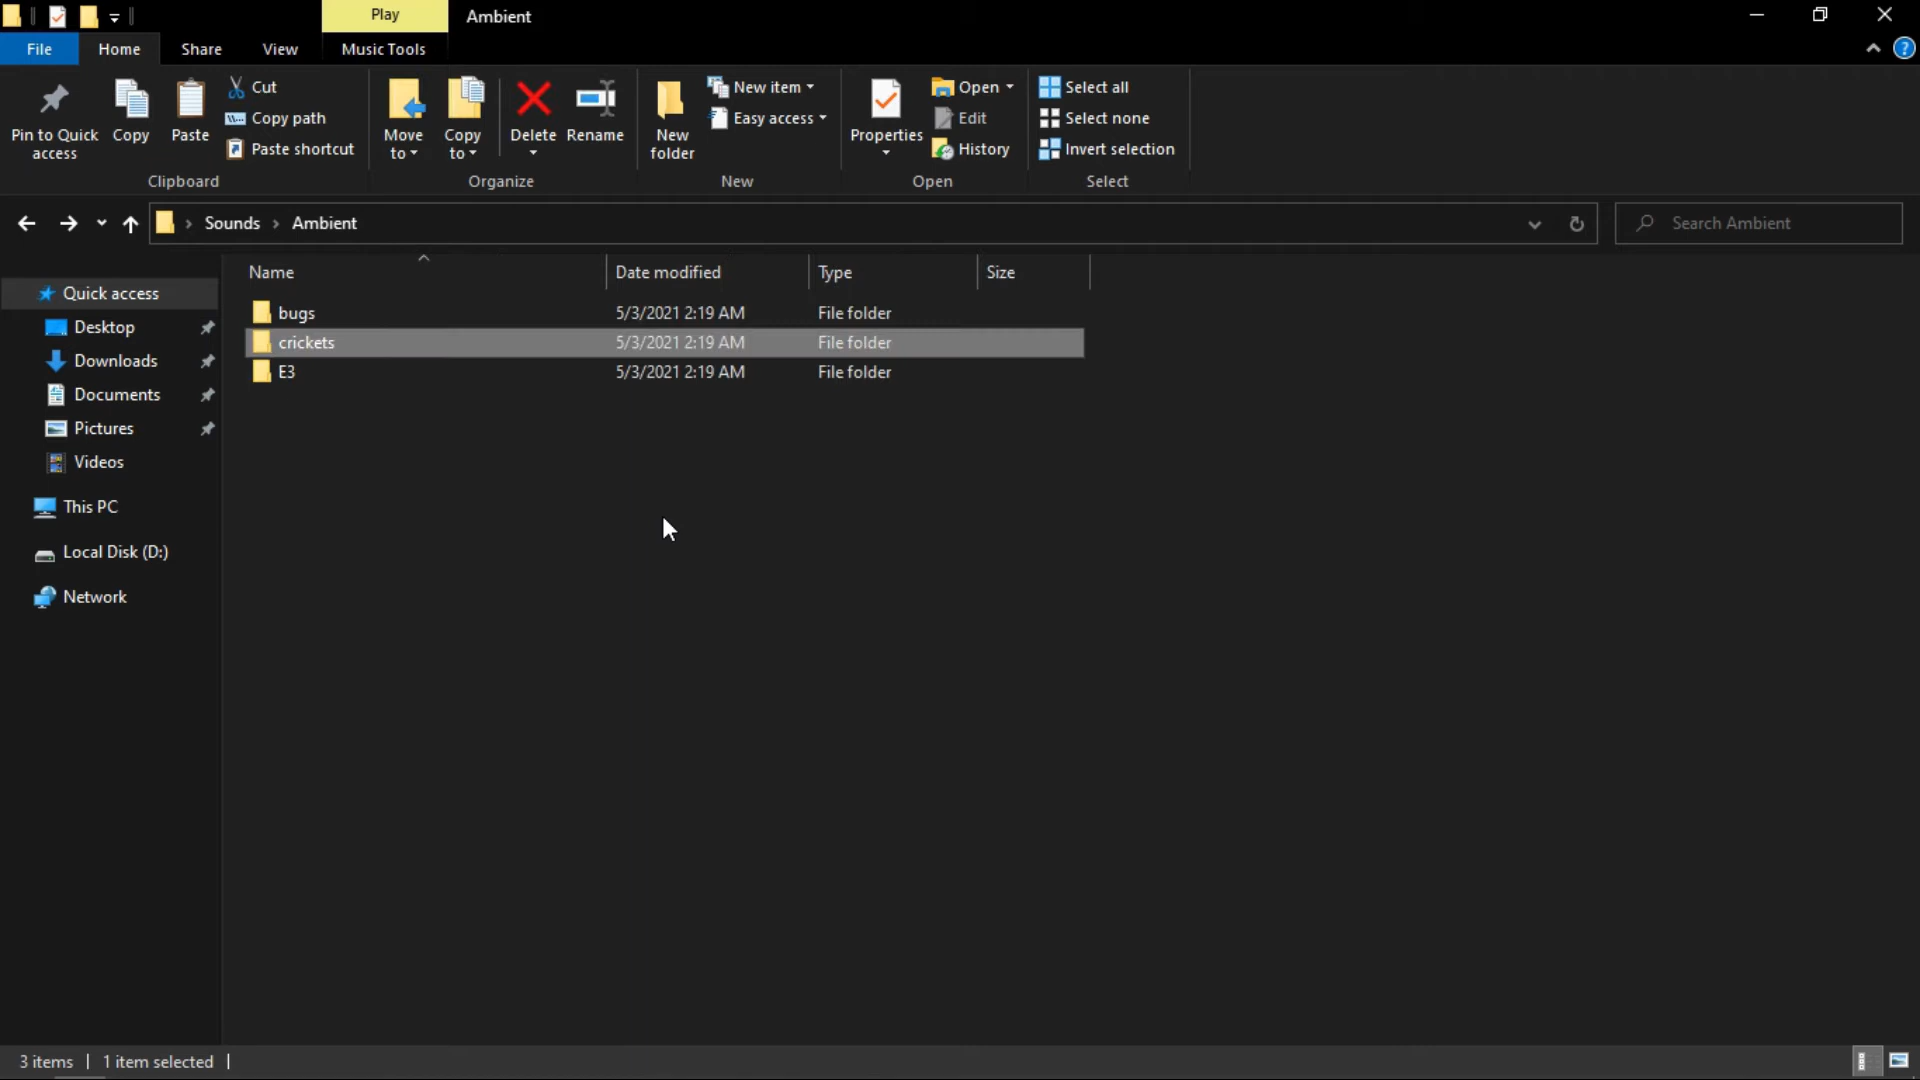 Play
Ambient
File
Home
Share
View
Music Tools
Pin to Quick
access
Copy
Paste
Cut
Copy path
Paste shortcut
Clipboard
Move
to
Copy
to
Delete
Rename
Organize
New
folder
New item
Easy access
New
Properties
Open
Edit
History
Open
Select all
Select none
Invert selection
Select
Sounds > Ambient
Search Ambient
Name
Date modified
Type
Size
bugs 5/3/2021 2:19 AM File folder
crickets 5/3/2021 2:19 AM File folder
E3 5/3/2021 2:19 AM File folder
Quick access
Desktop
Downloads
Documents
Pictures
Videos
This PC
Local Disk (D:)
Network
3 items
1 item selected